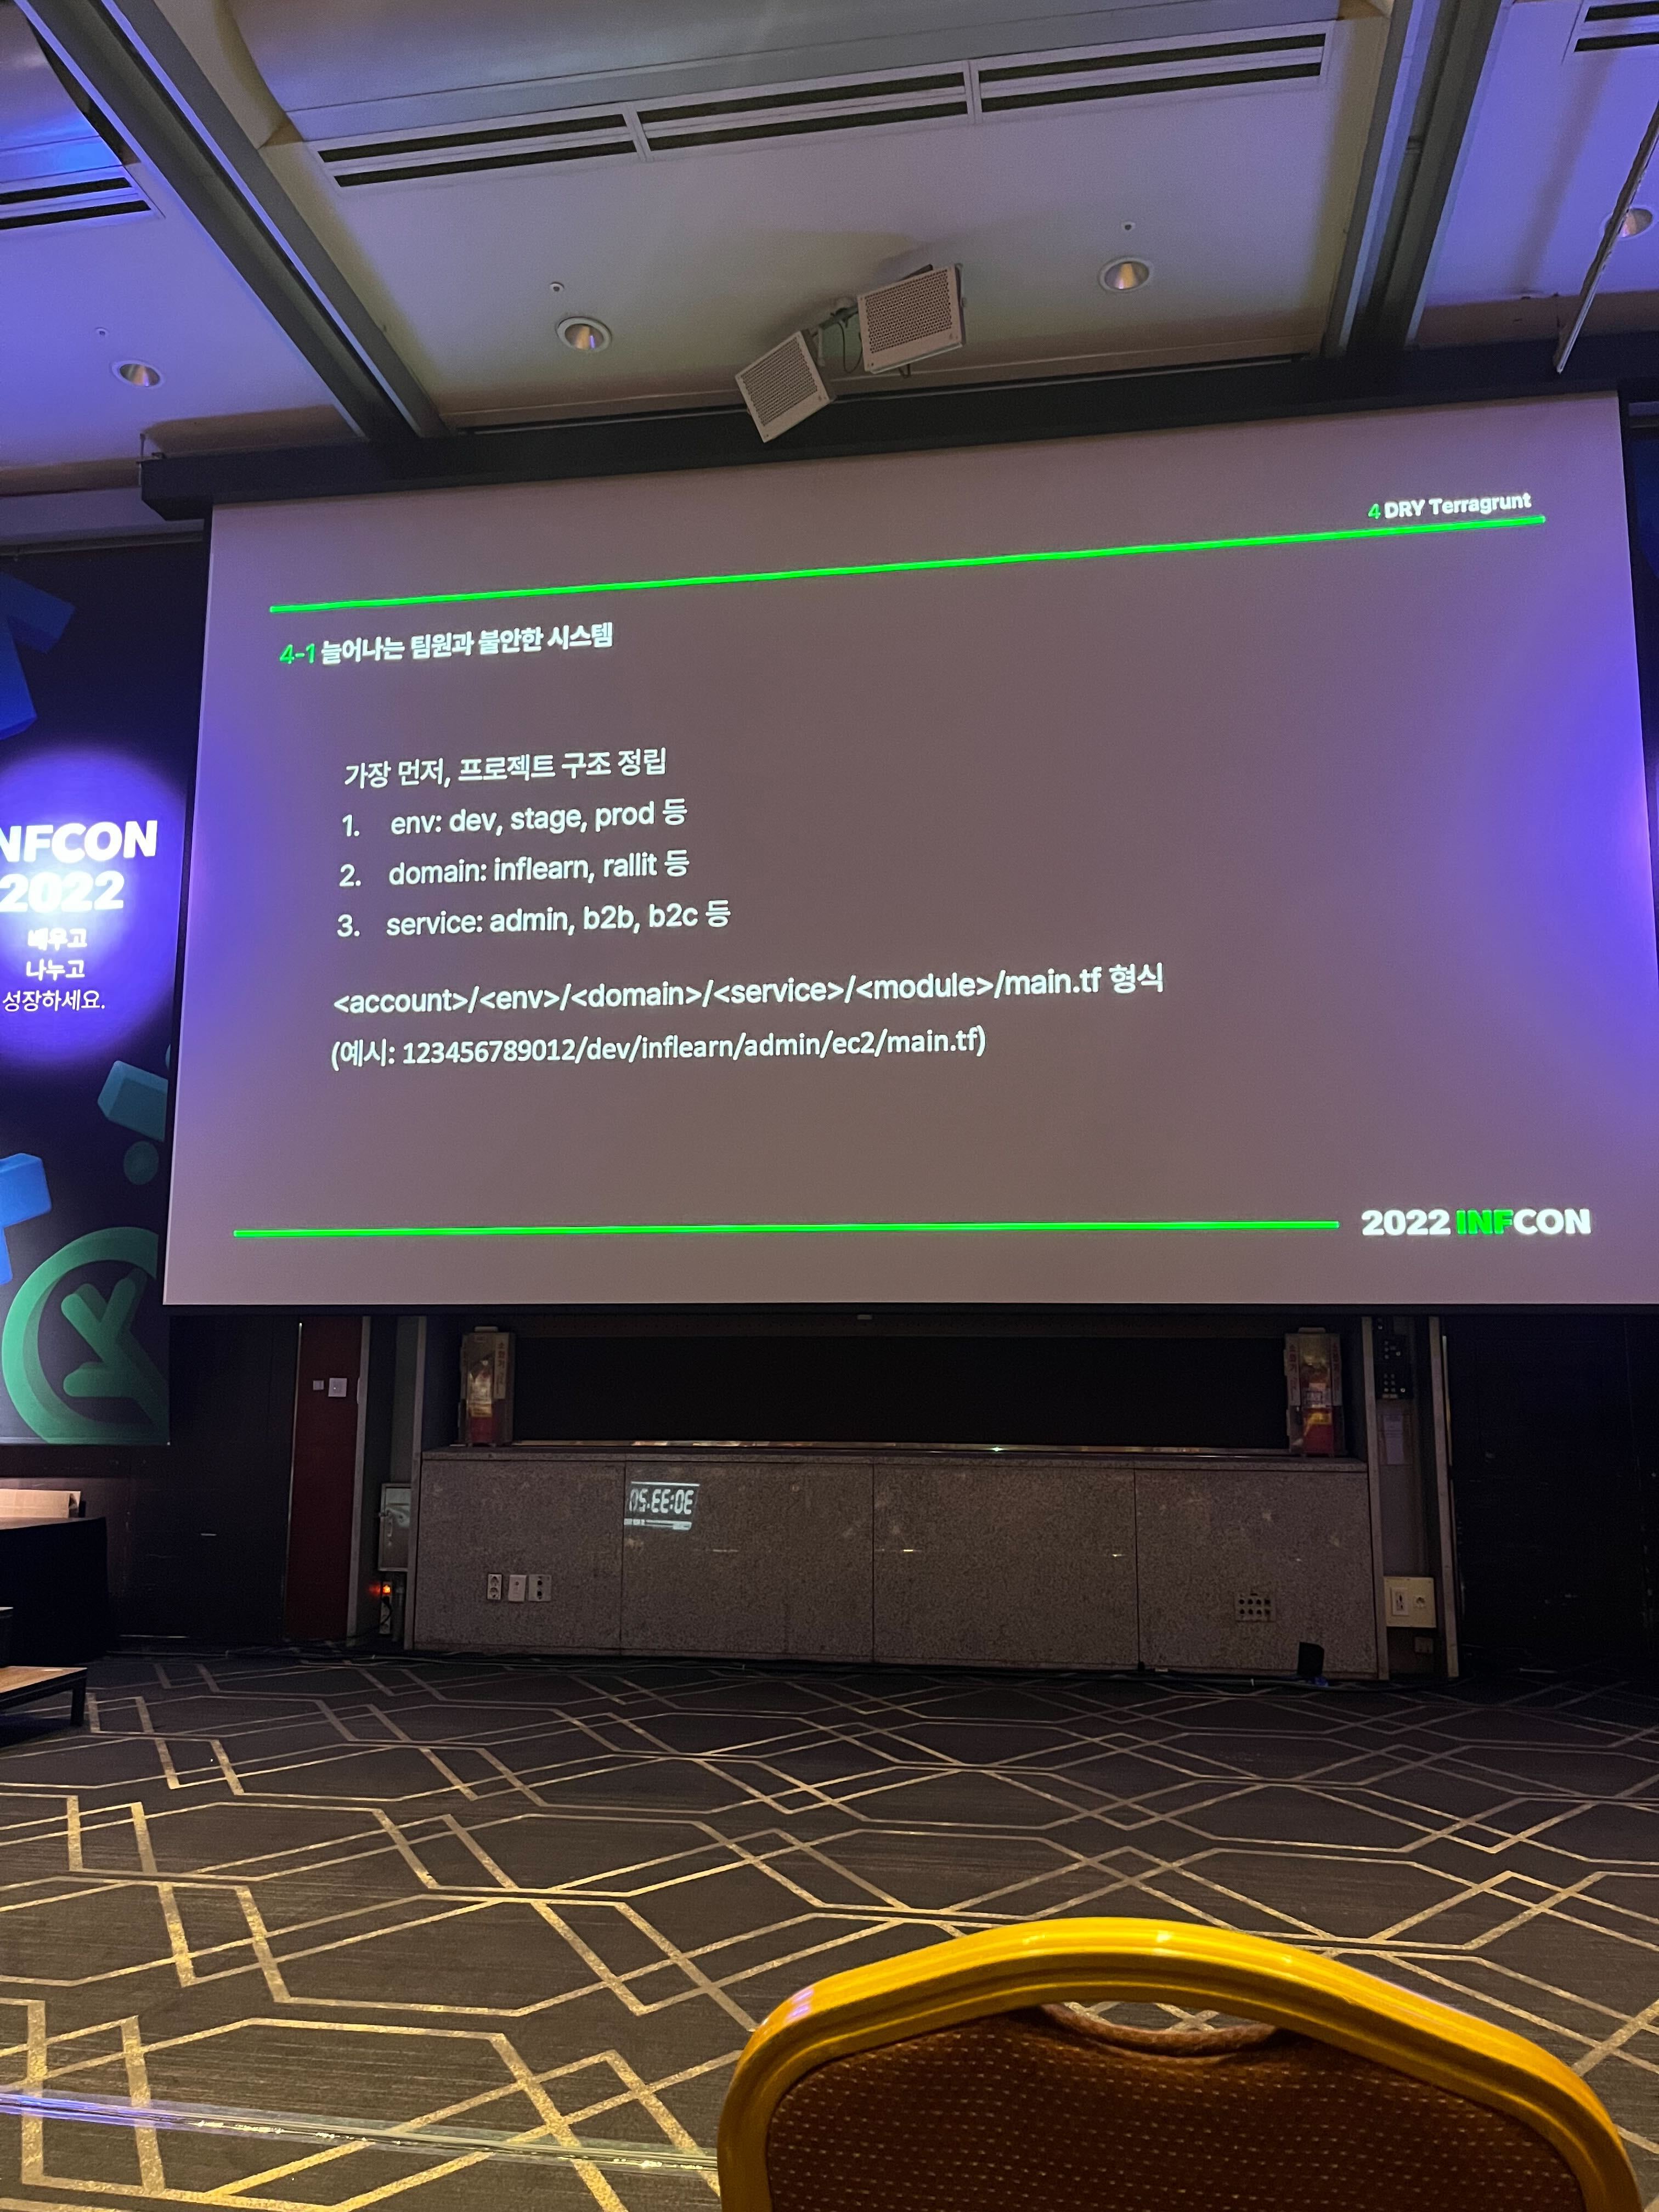 4 DRY Terragrunt
4-1 늘어나는 팀원과 불안한 시스템
가장 먼저, 프로젝트 구조 정립
1. env: dev, stage, prod 등
2. domain: inflearn, rallit 등
3. service: admin, b2b, b2c 등
<account>/<env>/<domain>/<service>/<module>/main.tf 형식
(예시: 123456789012/dev/inflearn/admin/ec2/main.tf)
2022 INFCON
NFCON
2022
배우고
나누고
성장하세요.